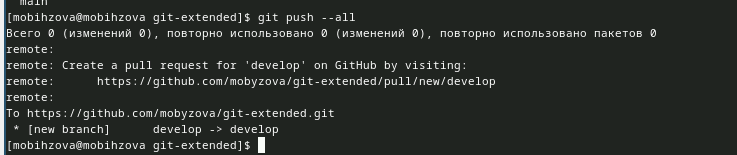 main
[mobihzova@mobihzova git-extended]$ git push --all
Всего 0 (изменений 0), повторно использовано 0 (изменений 0), повторно использовано пакетов 0
remote:
remote: Create a pull request for 'develop' on GitHub by visiting:
remote:      https://github.com/mobyzova/git-extended/pull/new/develop
remote:
To https://github.com/mobyzova/git-extended.git
 * [new branch]      develop -> develop
[mobihzova@mobihzova git-extended]$